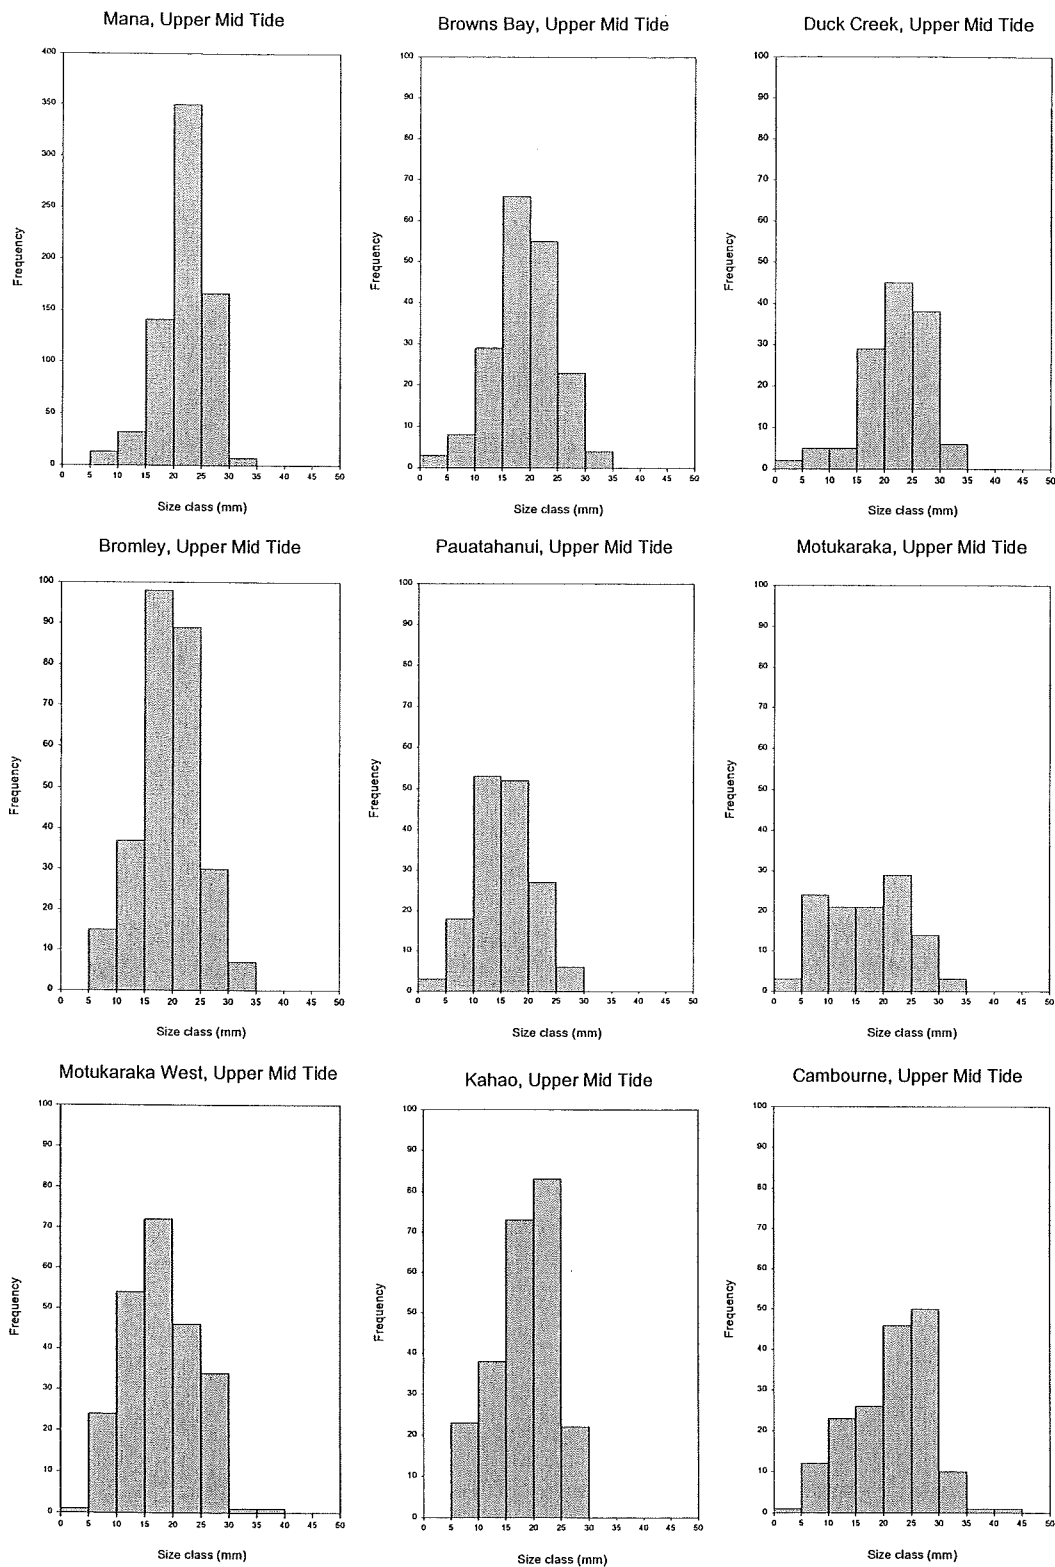 Mana, Upper Mid Tide
400
350
300
250
200
150
100
50
0
Frequency
0 5 10 15 20 25 30 35 40 45 50
Size class (mm)
Browns Bay, Upper Mid Tide
100
90
80
70
60
50
40
30
20
10
0
Frequency
0 5 10 15 20 25 30 35 40 45 50
Size class (mm)
Duck Creek, Upper Mid Tide
100
90
80
70
60
50
40
30
20
10
0
Frequency
0 5 10 15 20 25 30 35 40 45 50
Size class (mm)
Bromley, Upper Mid Tide
100
90
80
70
60
50
40
30
20
10
0
Frequency
0 5 10 15 20 25 30 35 40 45 50
Size class (mm)
Pauatahanui, Upper Mid Tide
100
90
80
70
60
50
40
30
20
10
0
Frequency
0 5 10 15 20 25 30 35 40 45 50
Size class (mm)
Motukaraka, Upper Mid Tide
100
90
80
70
60
50
40
30
20
10
0
Frequency
0 5 10 15 20 25 30 35 40 45 50
Size class (mm)
Motukaraka West, Upper Mid Tide
100
90
80
70
60
50
40
30
20
10
0
Frequency
0 5 10 15 20 25 30 35 40 45 50
Size class (mm)
Kahao, Upper Mid Tide
100
90
80
70
60
50
40
30
20
10
0
Frequency
0 5 10 15 20 25 30 35 40 45 50
Size class (mm)
Cambourne, Upper Mid Tide
100
90
80
70
60
50
40
30
20
10
0
Frequency
0 5 10 15 20 25 30 35 40 45 50
Size class (mm)